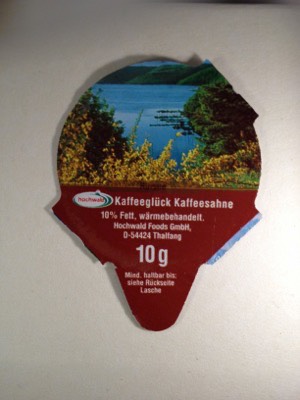 hochwald
Kaffeeglück Kaffeesahne
10% Fett, wärmebehandelt.
Hochwald Foods GmbH,
D-54424 Thalfang
10 g
Mind. haltbar bis:
siehe Rückseite
Lasche